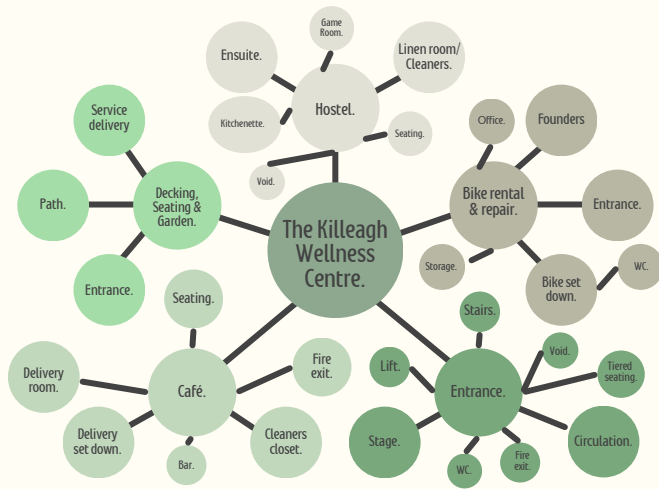 Game
Room.
Ensuite.
Linen room/
Cleaners.
Hostel.
Kitchenette.
Seating.
Void.
Service
delivery
Path.
Decking,
Seating &
Garden.
Entrance.
Office.
Founders
Bike rental
& repair.
Entrance.
Storage.
Bike set
down.
WC.
The Killeagh
Wellness
Centre.
Seating.
Delivery
room.
Café.
Fire
exit.
Delivery
set down.
Bar.
Cleaners
closet.
Stairs.
Void.
Lift.
Tiered
seating.
Entrance.
Stage.
WC.
Fire
exit.
Circulation.